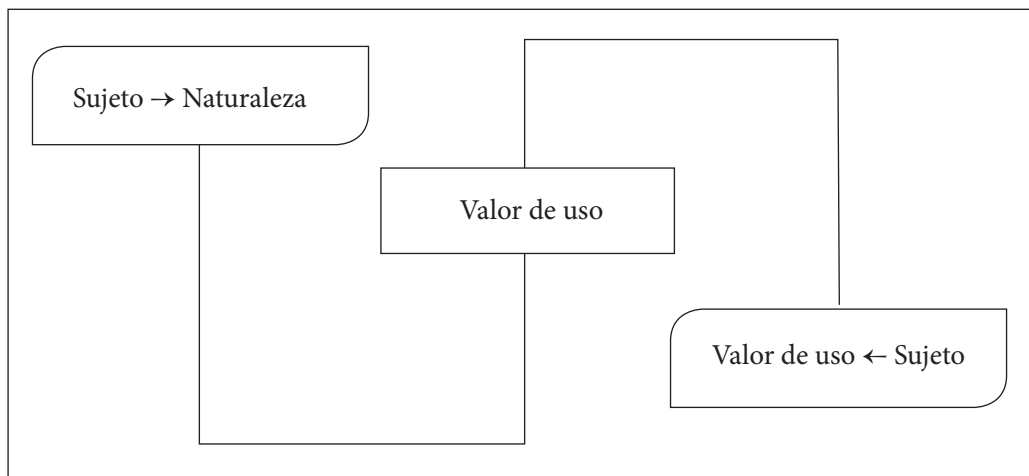 Sujeto → Naturaleza
Valor de uso
Valor de uso ← Sujeto